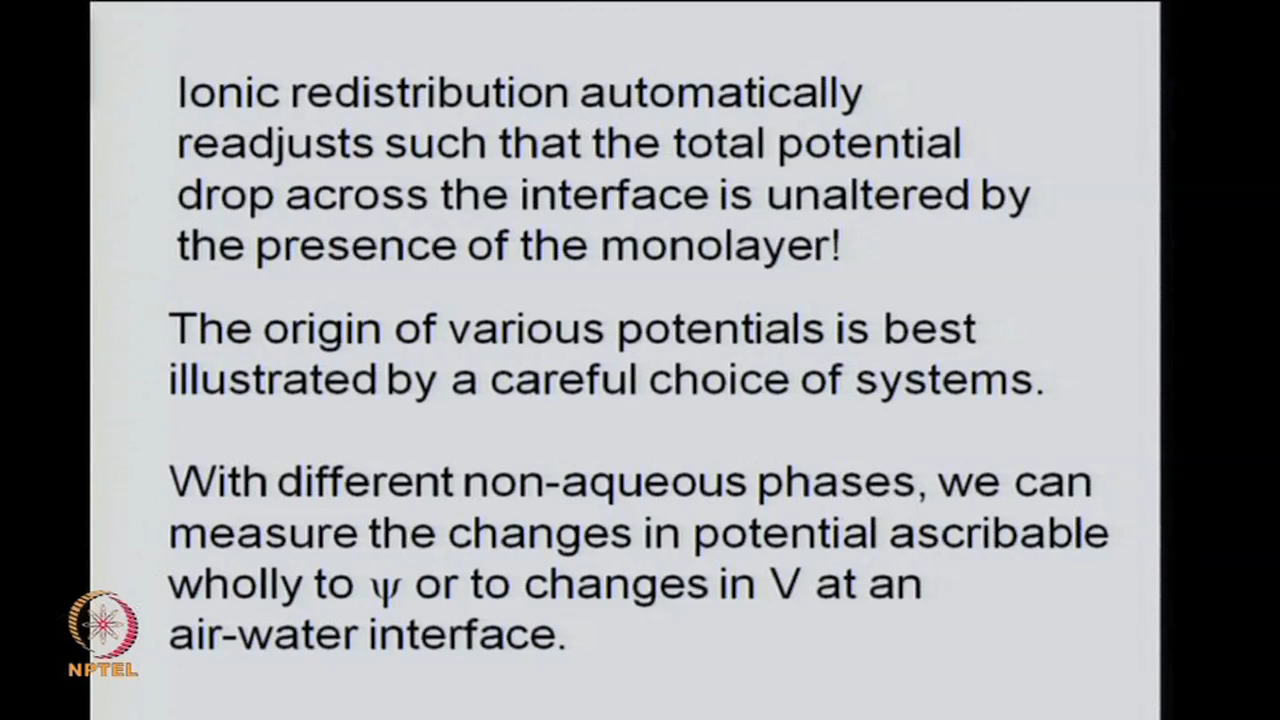 Ionic redistribution automatically
readjusts such that the total potential
drop across the interface is unaltered by
the presence of the monolayer!
The origin of various potentials is best
illustrated by a careful choice of systems.
With different non-aqueous phases, we can
measure the changes in potential ascribable
wholly to ψ or to changes in V at an
air-water interface.
NPTEL